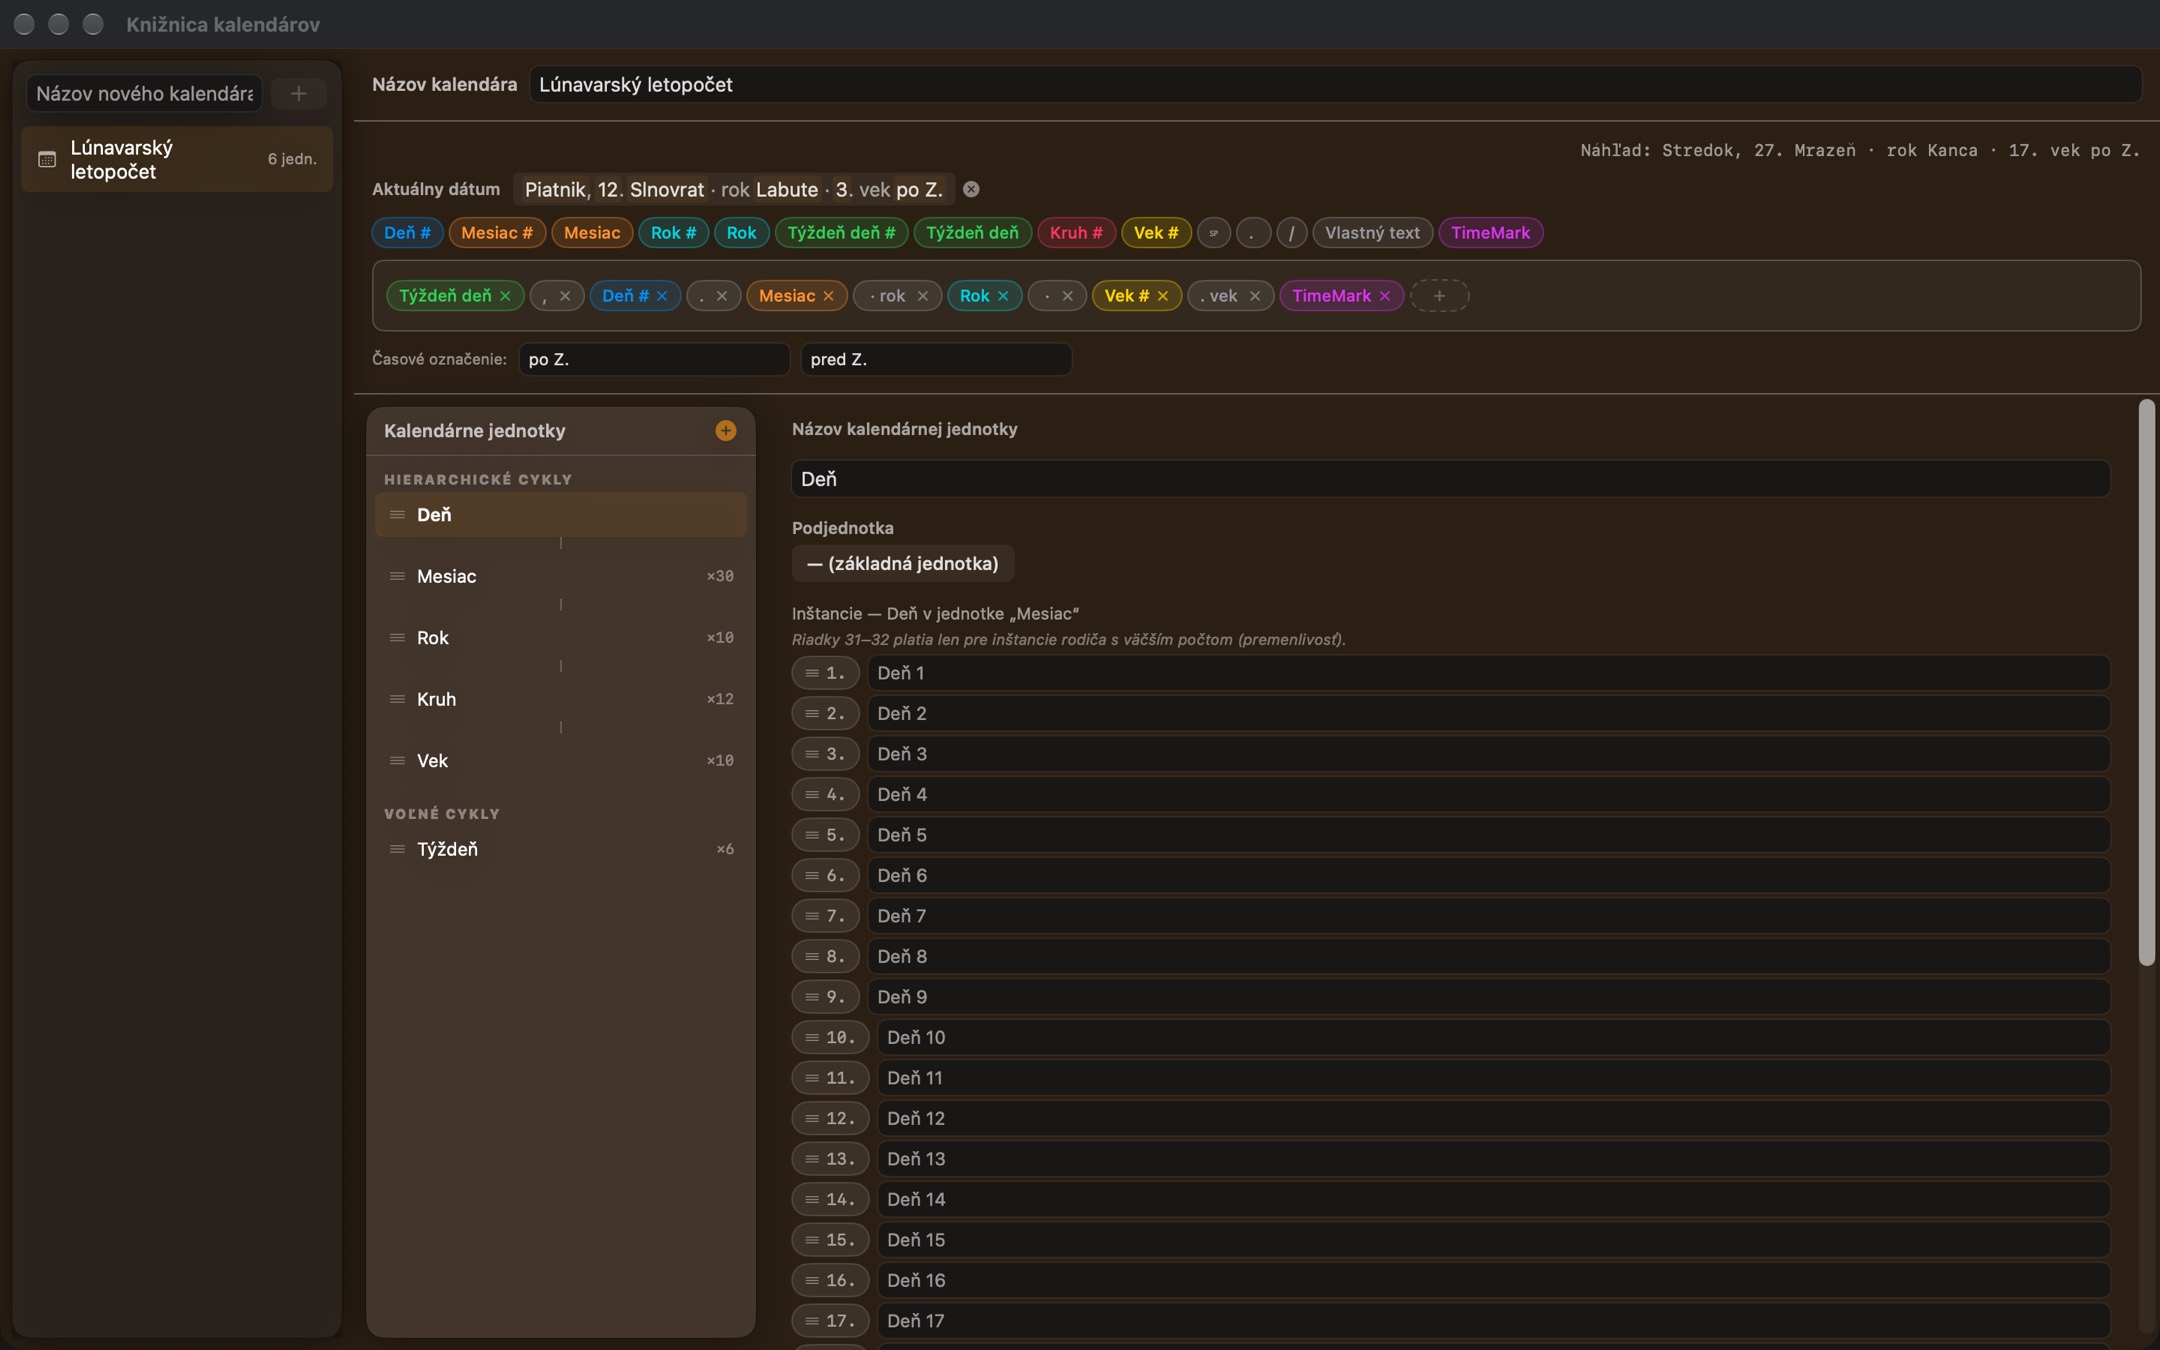 Knižnica kalendárov
Názov nového kalendára
Lúnavarský letopočet
6 jedn.
Názov kalendára
Lúnavarský letopočet
Náhľad: Stredok, 27. Mrazeň · rok Kanca · 17. vek po Z.
Aktuálny dátum Piatnik, 12. Slnovrat · rok Labute · 3. vek po Z.
Deň # Mesiac # Mesiac Rok # Rok Týždeň deň # Týždeň deň Kruh # Vek # SP . / Vlastný text TimeMark
Týždeň deň × , × Deň # × . × Mesiac × · rok × Rok × · × Vek # × . vek × TimeMark × +
Časové označenie: po Z. pred Z.
Kalendárne jednotky
HIERARCHICKÉ CYKLY
Deň
Mesiac ×30
Rok ×10
Kruh ×12
Vek ×10
VOĽNÉ CYKLY
Týždeň ×6
Názov kalendárnej jednotky
Deň
Podjednotka
— (základná jednotka)
Inštancie — Deň v jednotke „Mesiac“
Riadky 31–32 platia len pre inštancie rodiča s väčším počtom (premenlivosť).
1. Deň 1
2. Deň 2
3. Deň 3
4. Deň 4
5. Deň 5
6. Deň 6
7. Deň 7
8. Deň 8
9. Deň 9
10. Deň 10
11. Deň 11
12. Deň 12
13. Deň 13
14. Deň 14
15. Deň 15
16. Deň 16
17. Deň 17